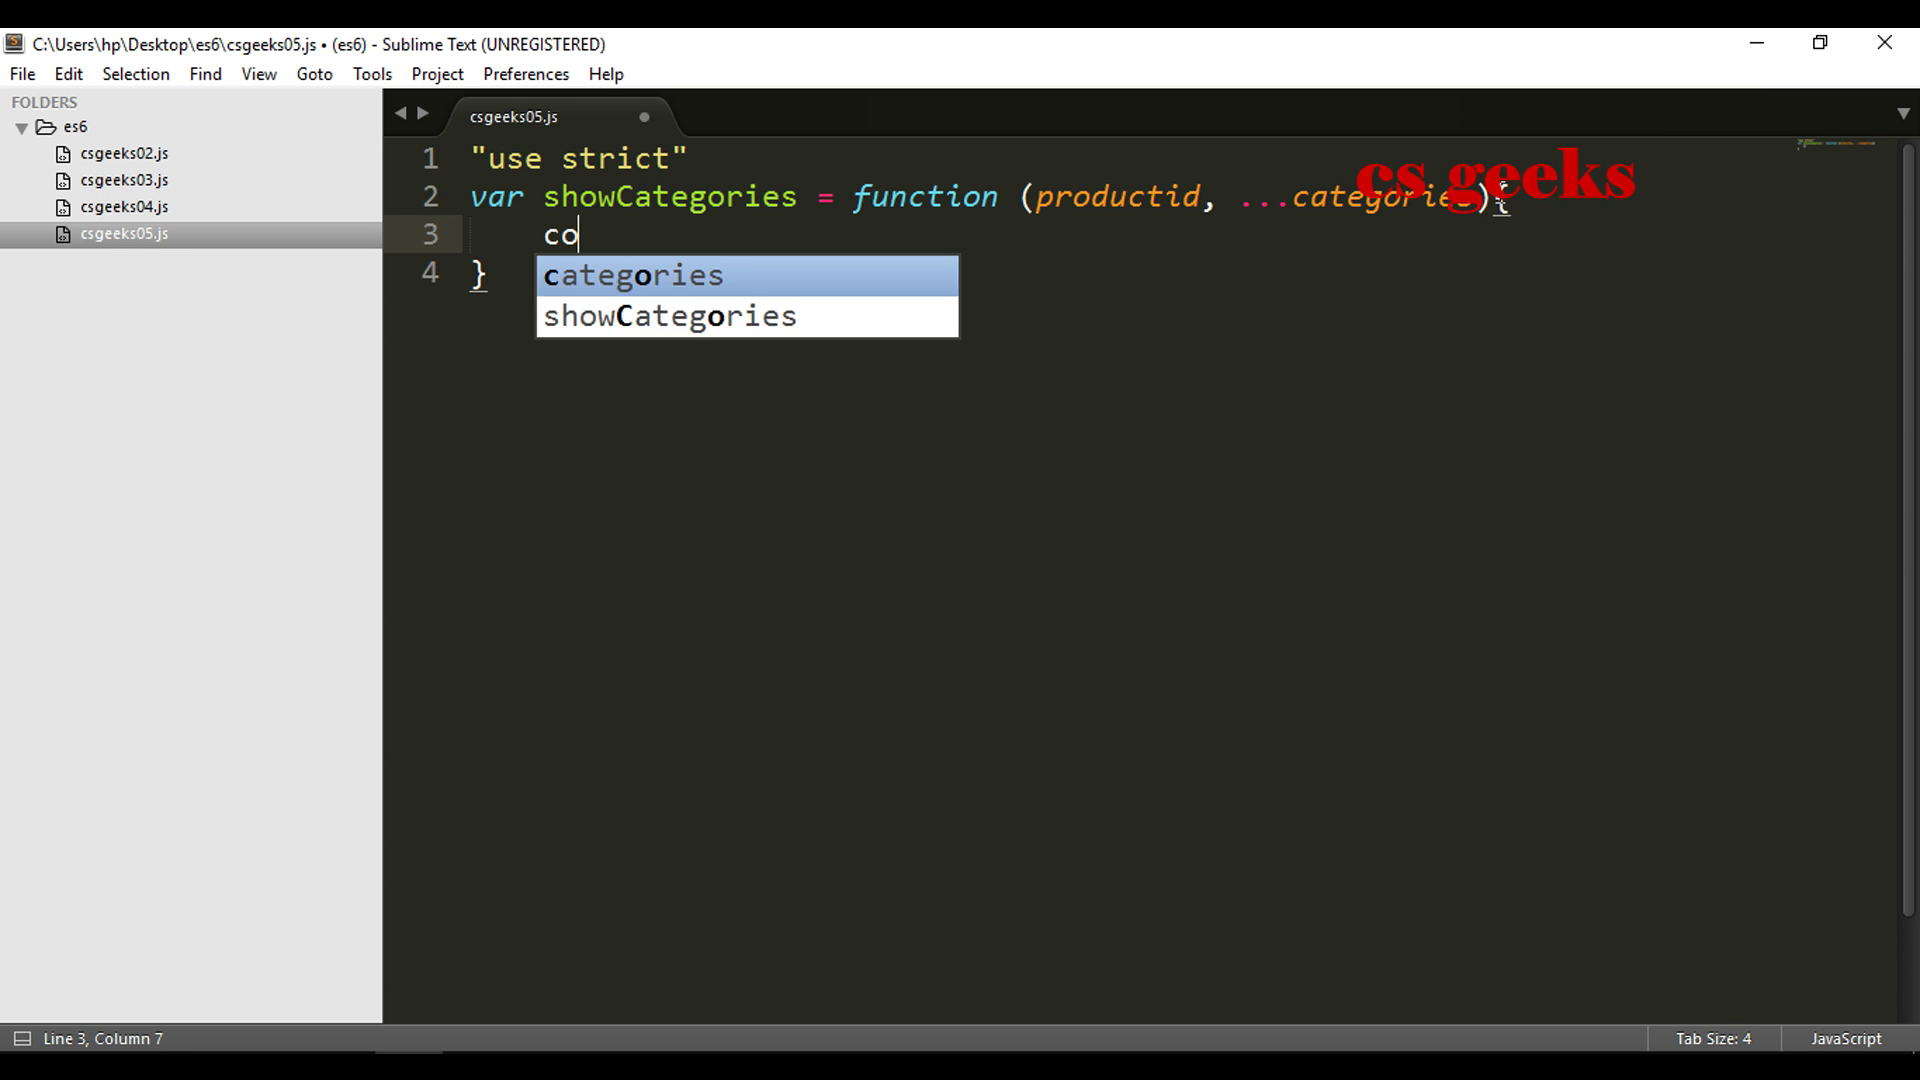 C:\Users\hp\Desktop\es6\csgeeks05.js • (es6) - Sublime Text (UNREGISTERED)
File Edit Selection Find View Goto Tools Project Preferences Help
FOLDERS
es6
csgeeks02.js
csgeeks03.js
csgeeks04.js
csgeeks05.js
csgeeks05.js
cs geeks
1 "use strict"
2 var showCategories = function (productid, ...categories){
3 co
categories
showCategories
4 }
Line 3, Column 7
Tab Size: 4
JavaScript